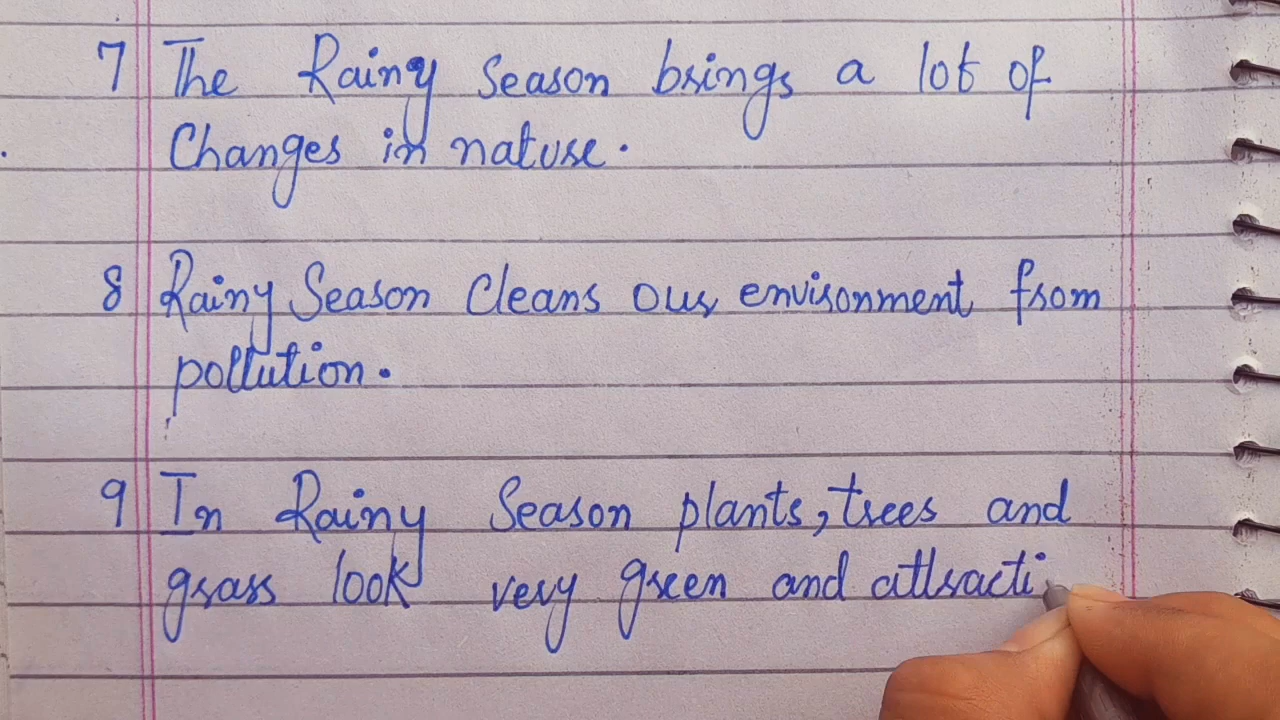 7 The Rainy Season brings a lot of
Changes in nature.
8 Rainy Season Cleans our environment from
pollution.
9 In Rainy Season plants, trees and
grass look very green and attracti